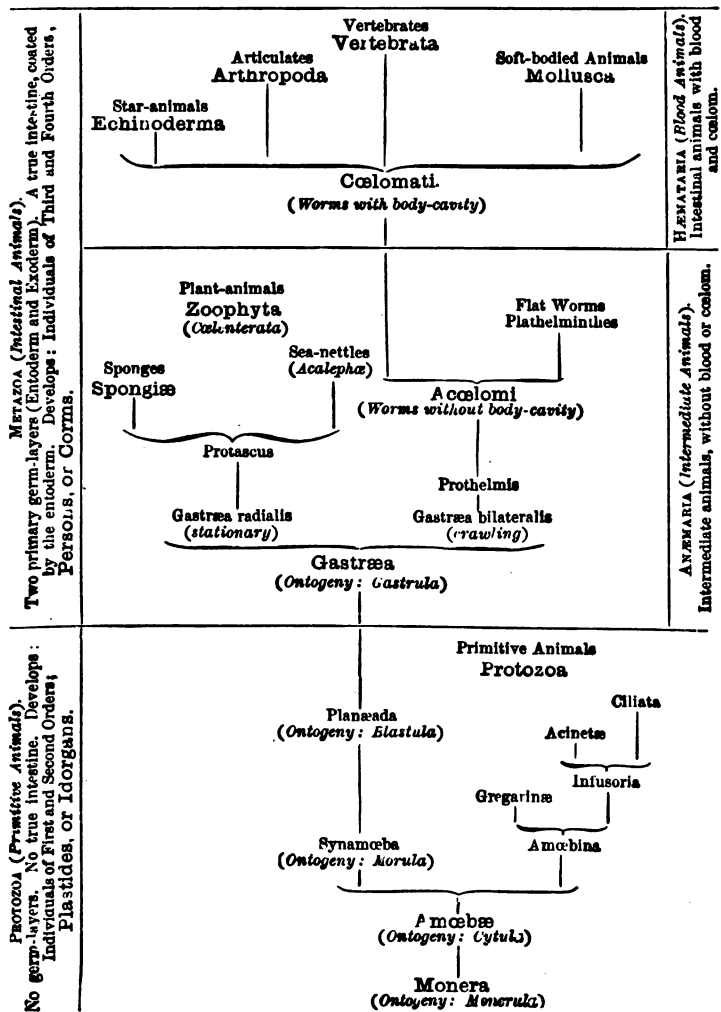 Vertebrates
Vertebrata
Articulates
Arthropoda
Soft-bodied Animals
Mollusca
Star-animals
Echinoderma
Cœlomati.
(Worms with body-cavity)
HÆMATARIA (Blood Animals).
Intestinal animals with blood
and cœlom.
METAZOA (Intestinal Animals).
Two primary germ-layers (Entoderm and Exoderm). A true intestine, coated
by the entoderm. Develops: Individuals of Third and Fourth Orders,
Persons, or Corms.
Plant-animals
Zoophyta
(Cœlenterata)
Flat Worms
Plathelminthes
Sea-nettles
(Acalephæ)
Sponges
Spongiæ
Acœlomi
(Worms without body-cavity)
Protascus
Prothelmis
Gastræa radialis
(stationary)
Gastræa bilateralis
(crawling)
Gastræa
(Ontogeny: Gastrula)
ANÆMARIA (Intermediate Animals).
Intermediate animals, without blood or cœlom.
Primitive Animals
Protozoa
Ciliata
Planæada
(Ontogeny: Blastula)
Acinetæ
Infusoria
Gregarinæ
Synamœba
(Ontogeny: Morula)
Amœbina
Amœbæ
(Ontogeny: Cytula)
Monera
(Ontogeny: Monerula)
PROTOZOA (Primitive Animals).
No germ-layers. No true intestine. Develops:
Individuals of First and Second Orders;
Plastides, or Idorgans.